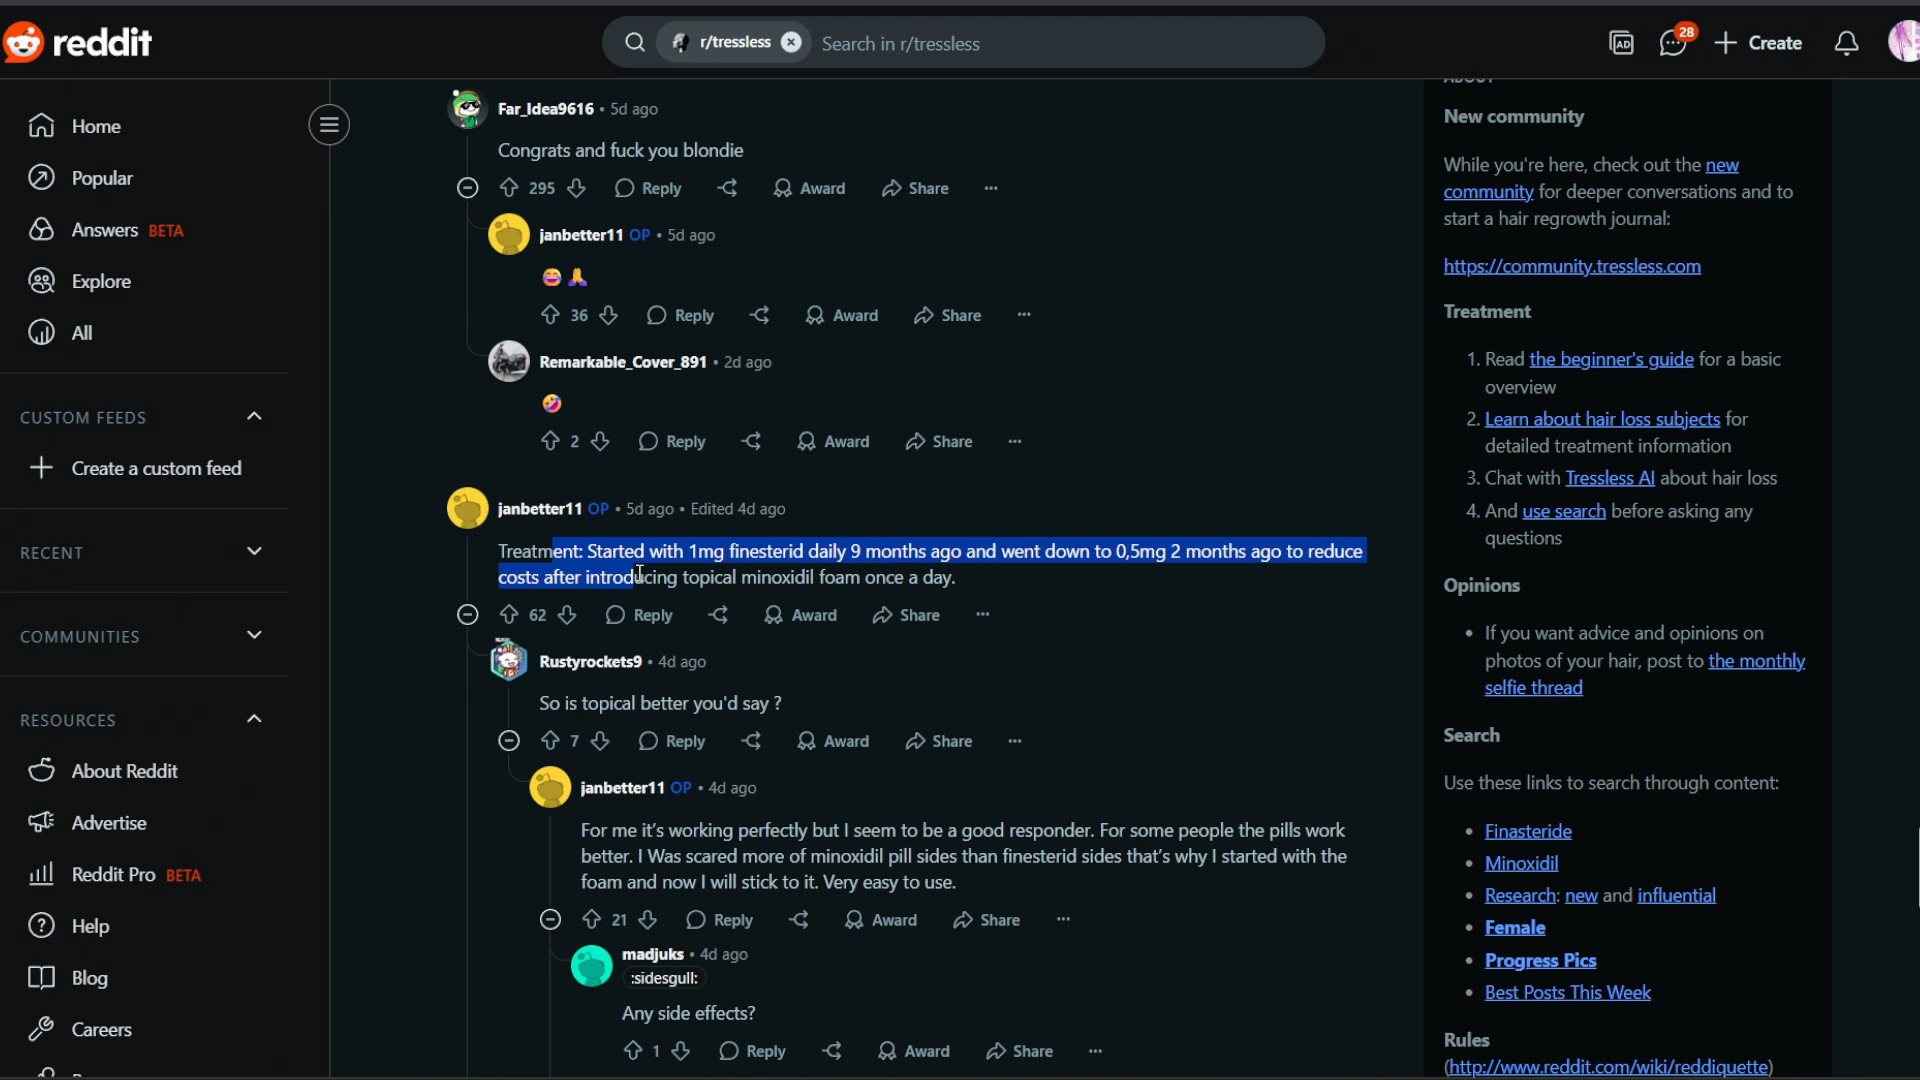 reddit
r/tressless
Search in r/tressless
AD
28
Create
Home
Popular
Answers BETA
Explore
All
CUSTOM FEEDS
Create a custom feed
RECENT
COMMUNITIES
RESOURCES
About Reddit
Advertise
Reddit Pro BETA
Help
Blog
Careers
Far_Idea9616 • 5d ago
Congrats and fuck you blondie
295 Reply Award Share
janbetter11 OP • 5d ago
😂🙏
36 Reply Award Share
Remarkable_Cover_891 • 2d ago
🤣
2 Reply Award Share
janbetter11 OP • 5d ago • Edited 4d ago
Treatment: Started with 1mg finesterid daily 9 months ago and went down to 0,5mg 2 months ago to reduce
costs after introducing topical minoxidil foam once a day.
62 Reply Award Share
Rustyrockets9 • 4d ago
So is topical better you'd say ?
7 Reply Award Share
janbetter11 OP • 4d ago
For me it's working perfectly but I seem to be a good responder. For some people the pills work
better. I Was scared more of minoxidil pill sides than finesterid sides that's why I started with the
foam and now I will stick to it. Very easy to use.
21 Reply Award Share
madjuks • 4d ago
:sidesgull:
Any side effects?
1 Reply Award Share
ABOUT
New community
While you're here, check out the new
community for deeper conversations and to
start a hair regrowth journal:
https://community.tressless.com
Treatment
1. Read the beginner's guide for a basic
overview
2. Learn about hair loss subjects for
detailed treatment information
3. Chat with Tressless AI about hair loss
4. And use search before asking any
questions
Opinions
• If you want advice and opinions on
photos of your hair, post to the monthly
selfie thread
Search
Use these links to search through content:
• Finasteride
• Minoxidil
• Research: new and influential
• Female
• Progress Pics
• Best Posts This Week
Rules
(http://www.reddit.com/wiki/reddiquette)